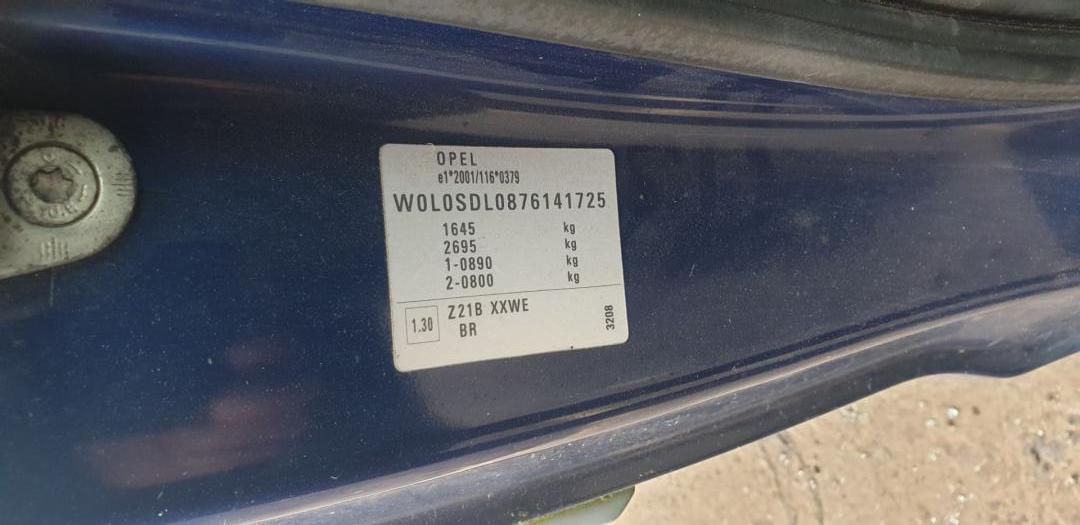 OPEL
e1*2001/116*0379
W0L0SDL0876141725
1645 kg
2695 kg
1-0890 kg
2-0800 kg
1.30 Z21B XXWE
BR
3208